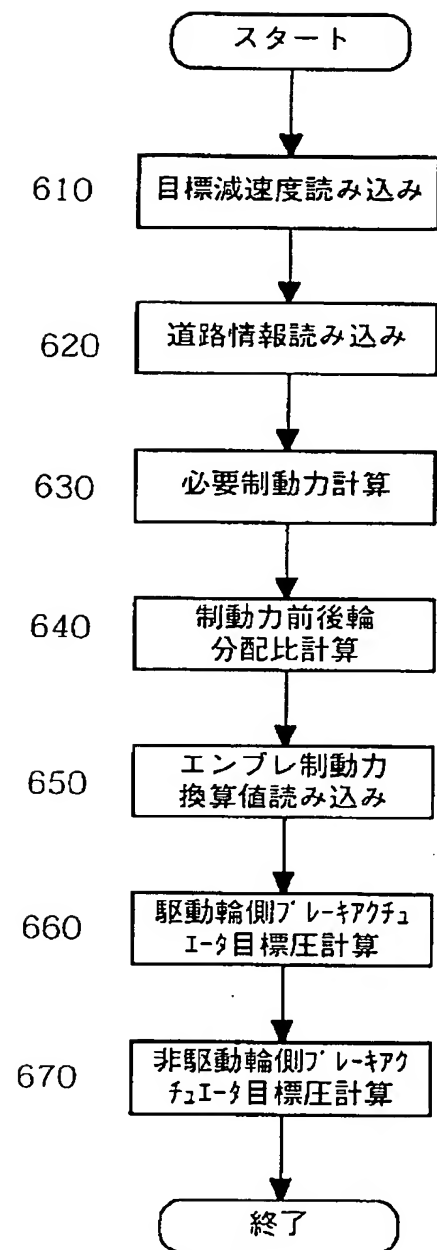 スタート
610
目標減速度読み込み
620
道路情報読み込み
630
必要制動力計算
640
制動力前後輪
分配比計算
650
エンブレ制動力
換算値読み込み
660
駆動輪側ﾌﾞﾚｰｷアクチュ
ｴｰﾀ目標圧計算
670
非駆動輪側ﾌﾞﾚｰｷアク
ﾁｭｴｰﾀ目標圧計算
終了